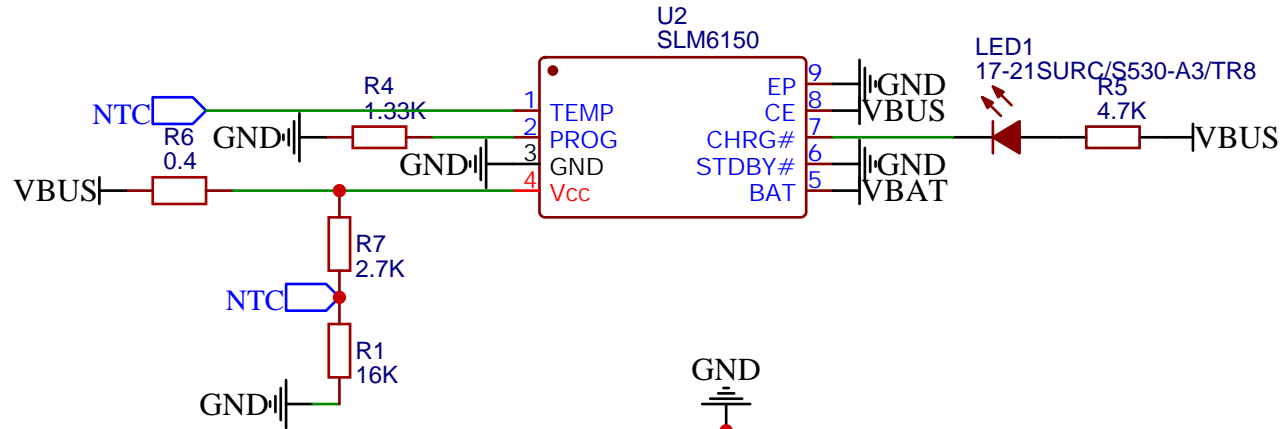 U2
SLM6150
LED1
17-21SURC/S530-A3/TR8
R4
1.33K
R5
4.7K
EP
9
GND
NTC
1
TEMP
CE
8
VBUS
R6
0.4
GND
2
PROG
CHRG#
7
VBUS
GND
3
GND
STDBY#
6
GND
VBUS
4
Vcc
BAT
5
VBAT
R7
2.7K
NTC
R1
16K
GND
GND